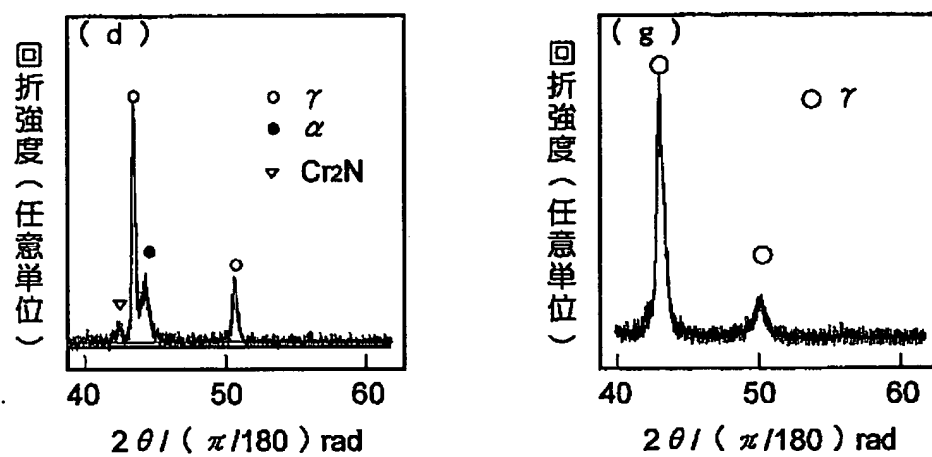 ( d )
回折強度(任意単位)
○ γ
● α
▽ Cr2N
40 50 60
2θ/(π/180)rad
( g )
回折強度(任意単位)
○ γ
40 50 60
2θ/(π/180)rad